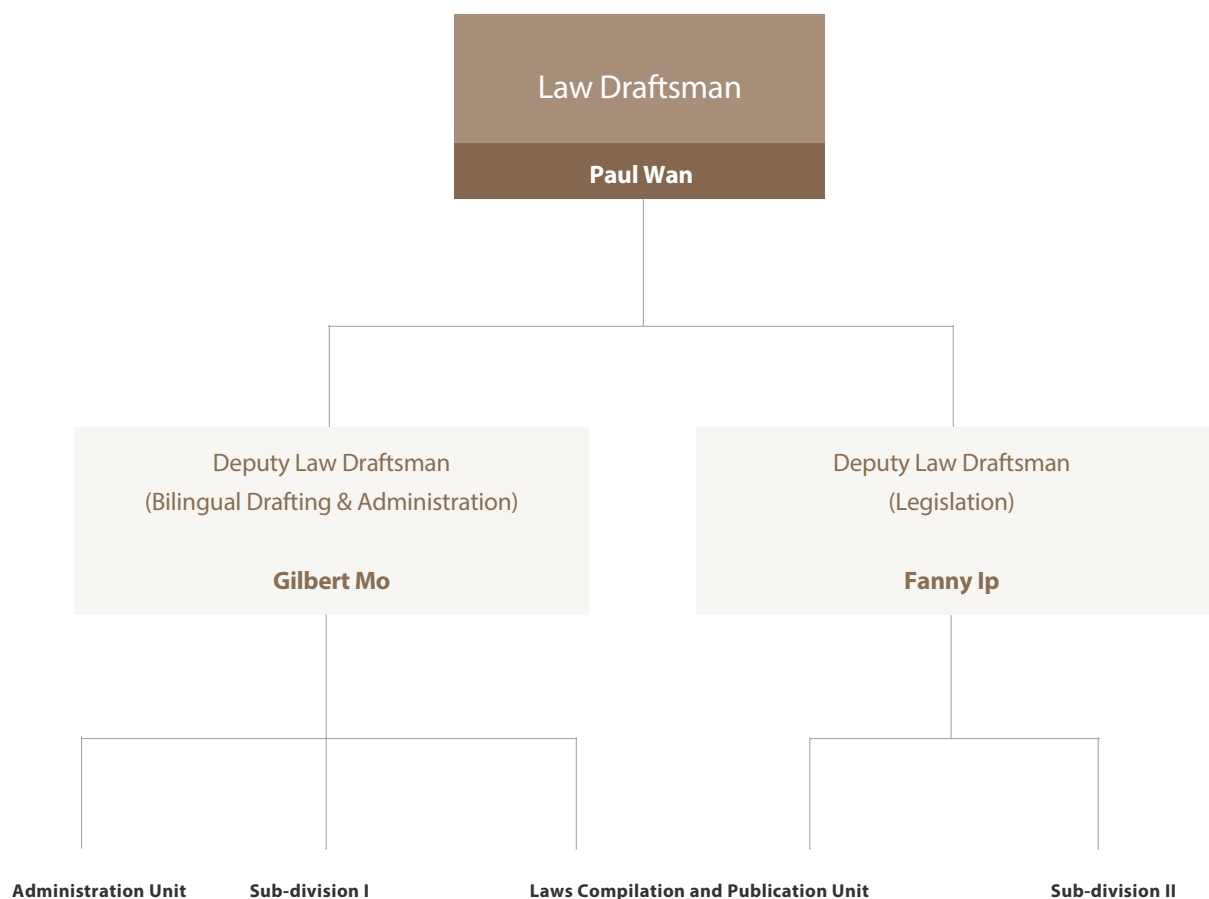 Law Draftsman
Paul Wan
Deputy Law Draftsman
(Bilingual Drafting & Administration)
Gilbert Mo
Deputy Law Draftsman
(Legislation)
Fanny Ip
Administration Unit
Sub-division I
Laws Compilation and Publication Unit
Sub-division II